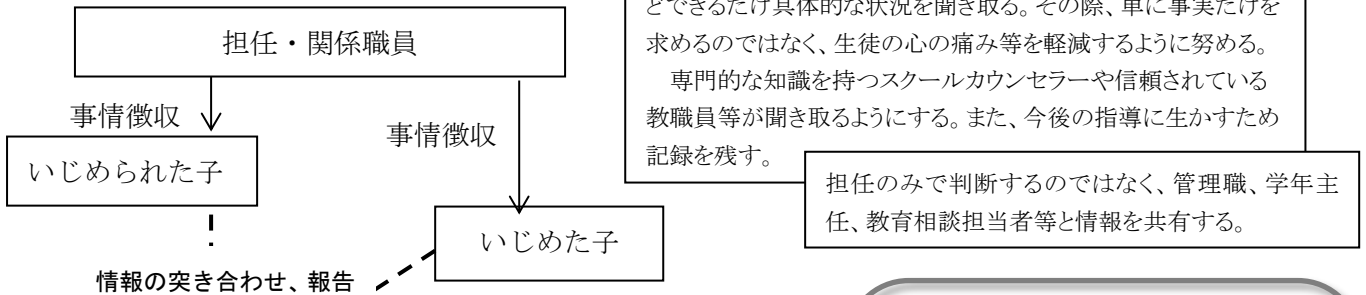 どできるだけ具体的な状況を聞き取る。その際、単に事実だけを
求めるのではなく、生徒の心の痛み等を軽減するように努める。
専門的な知識を持つスクールカウンセラーや信頼されている
教職員等が聞き取るようにする。また、今後の指導に生かすため
記録を残す。
担任・関係職員
事情徴収
いじめられた子
事情徴収
いじめた子
担任のみで判断するのではなく、管理職、学年主
任、教育相談担当者等と情報を共有する。
情報の突き合わせ、報告